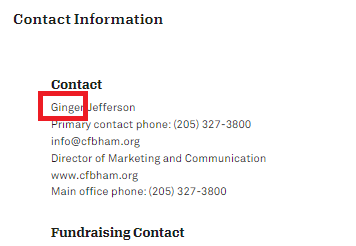 Contact Information
Contact
Ginger Jefferson
Primary contact phone: (205) 327-3800
info@cfbham.org
Director of Marketing and Communication
www.cfbham.org
Main office phone: (205) 327-3800
Fundraising Contact